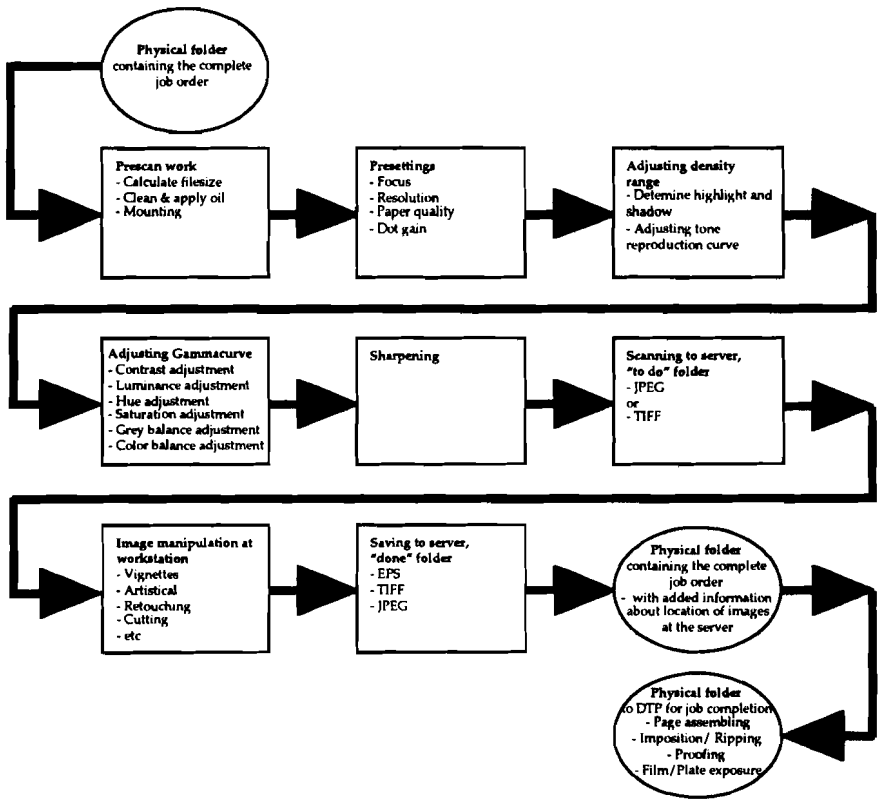 Physical folder
containing the complete
job order
Prescan work
- Calculate filesize
- Clean & apply oil
- Mounting
Presettings
- Focus
- Resolution
- Paper quality
- Dot gain
Adjusting density
range
- Detemine highlight and
shadow
- Adjusting tone
reproduction curve
Adjusting Gammacurve
- Contrast adjustment
- Luminance adjustment
- Hue adjustment
- Saturation adjustment
- Grey balance adjustment
- Color balance adjustment
Sharpening
Scanning to server,
"to do" folder
- JPEG
or
- TIFF
Image manipulation at
workstation
- Vignettes
- Artistical
- Retouching
- Cutting
- etc
Saving to server,
"done" folder
- EPS
- TIFF
- JPEG
Physical folder
containing the complete
job order
- with added information
about location of images
at the server
Physical folder
to DTP for job completion
- Page assembling
- Imposition/ Ripping
- Proofing
- Film/Plate exposure